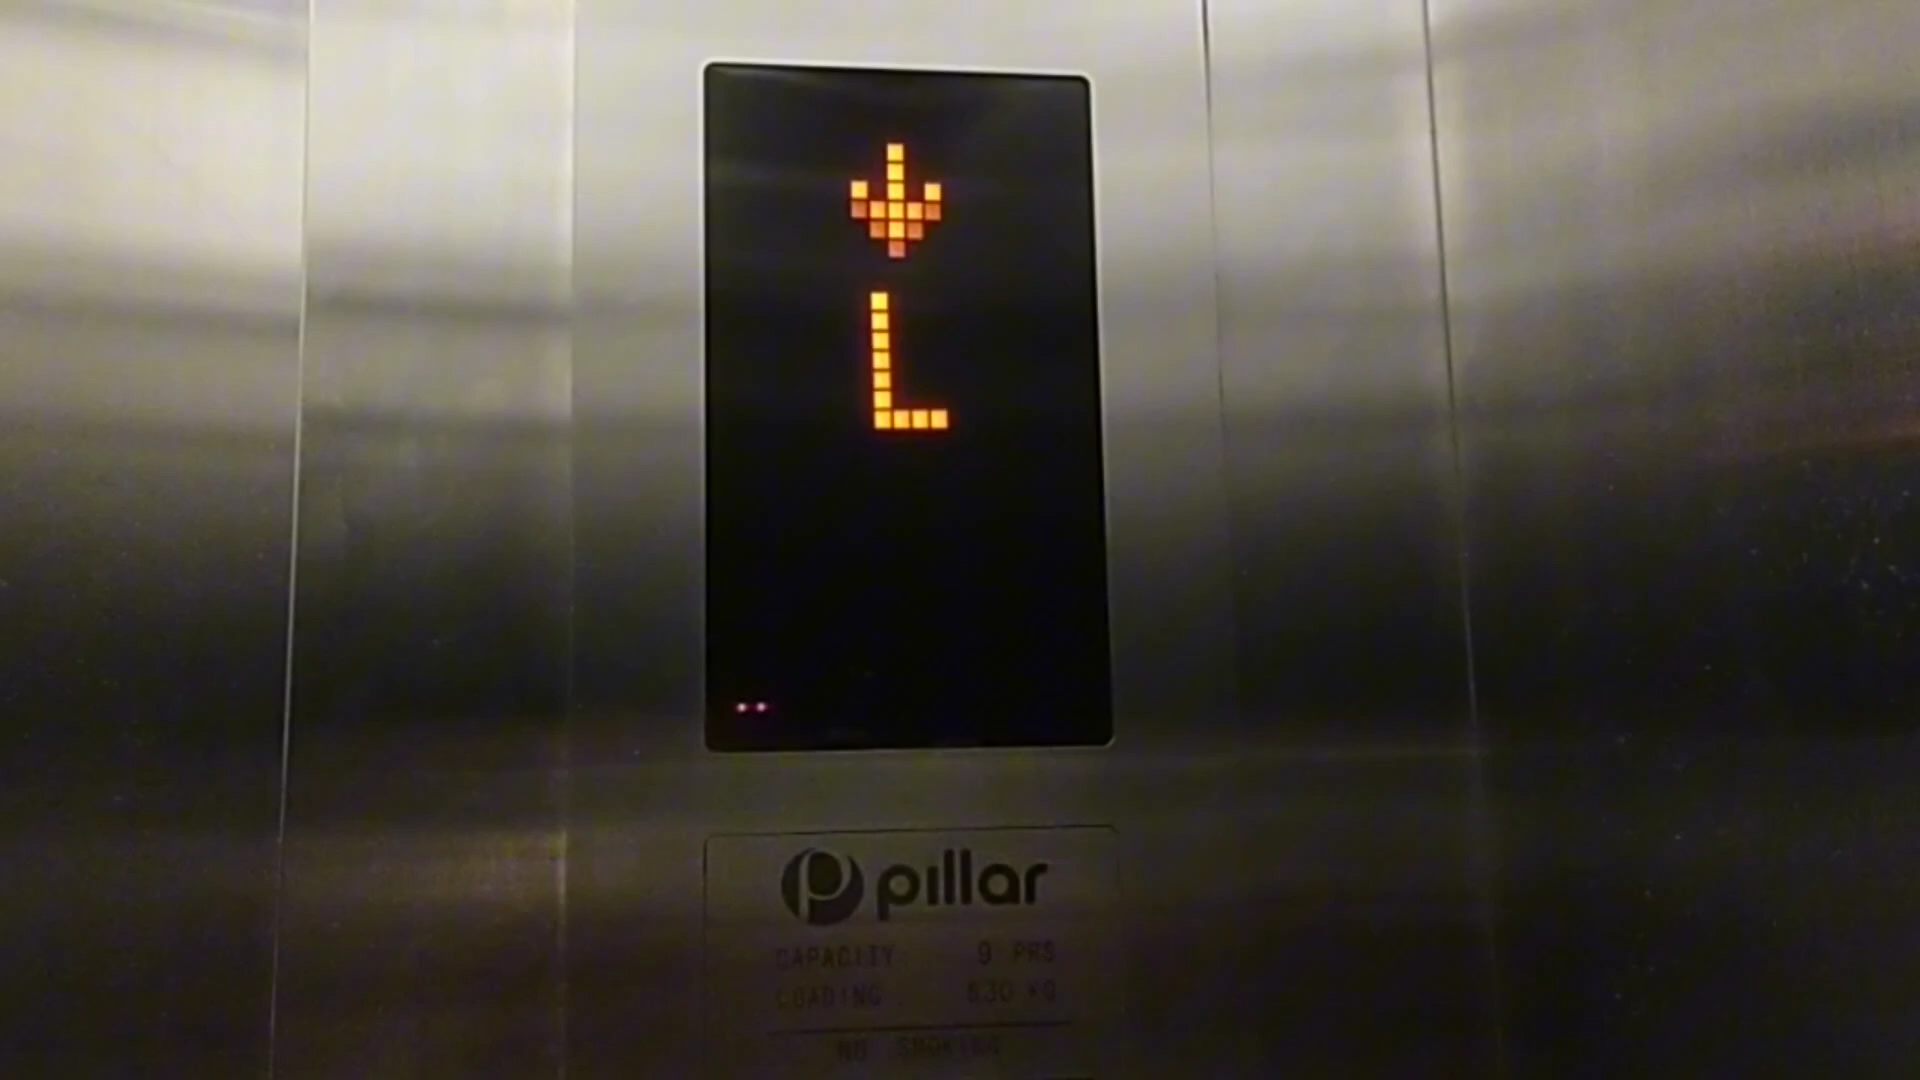 L
pillar
CAPACITY 9 PRS
LOADING 630 KG
NO SMOKING